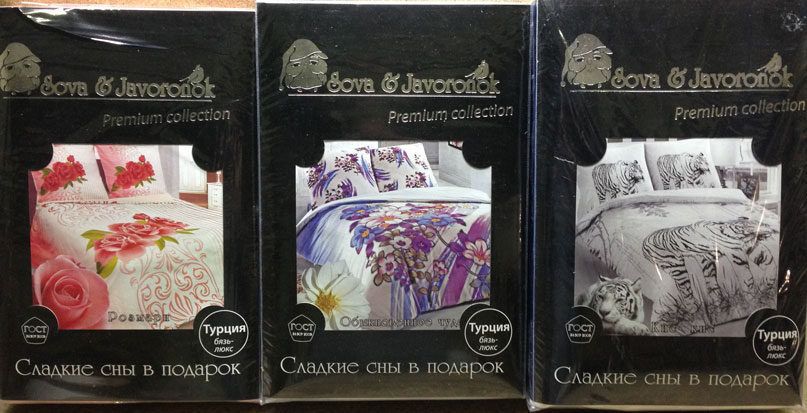 Sova & Javoronok
Premium collection
Розмари
ГОСТ
Турция
бязь-
люкс
Сладкие сны в подарок
Sova & Javoronok
Premium collection
ГОСТ
Турция
бязь-
люкс
Сладкие сны в подарок
Sova & Javoronok
Premium collection
ГОСТ
Турция
бязь-
люкс
Сладкие сны в подарок